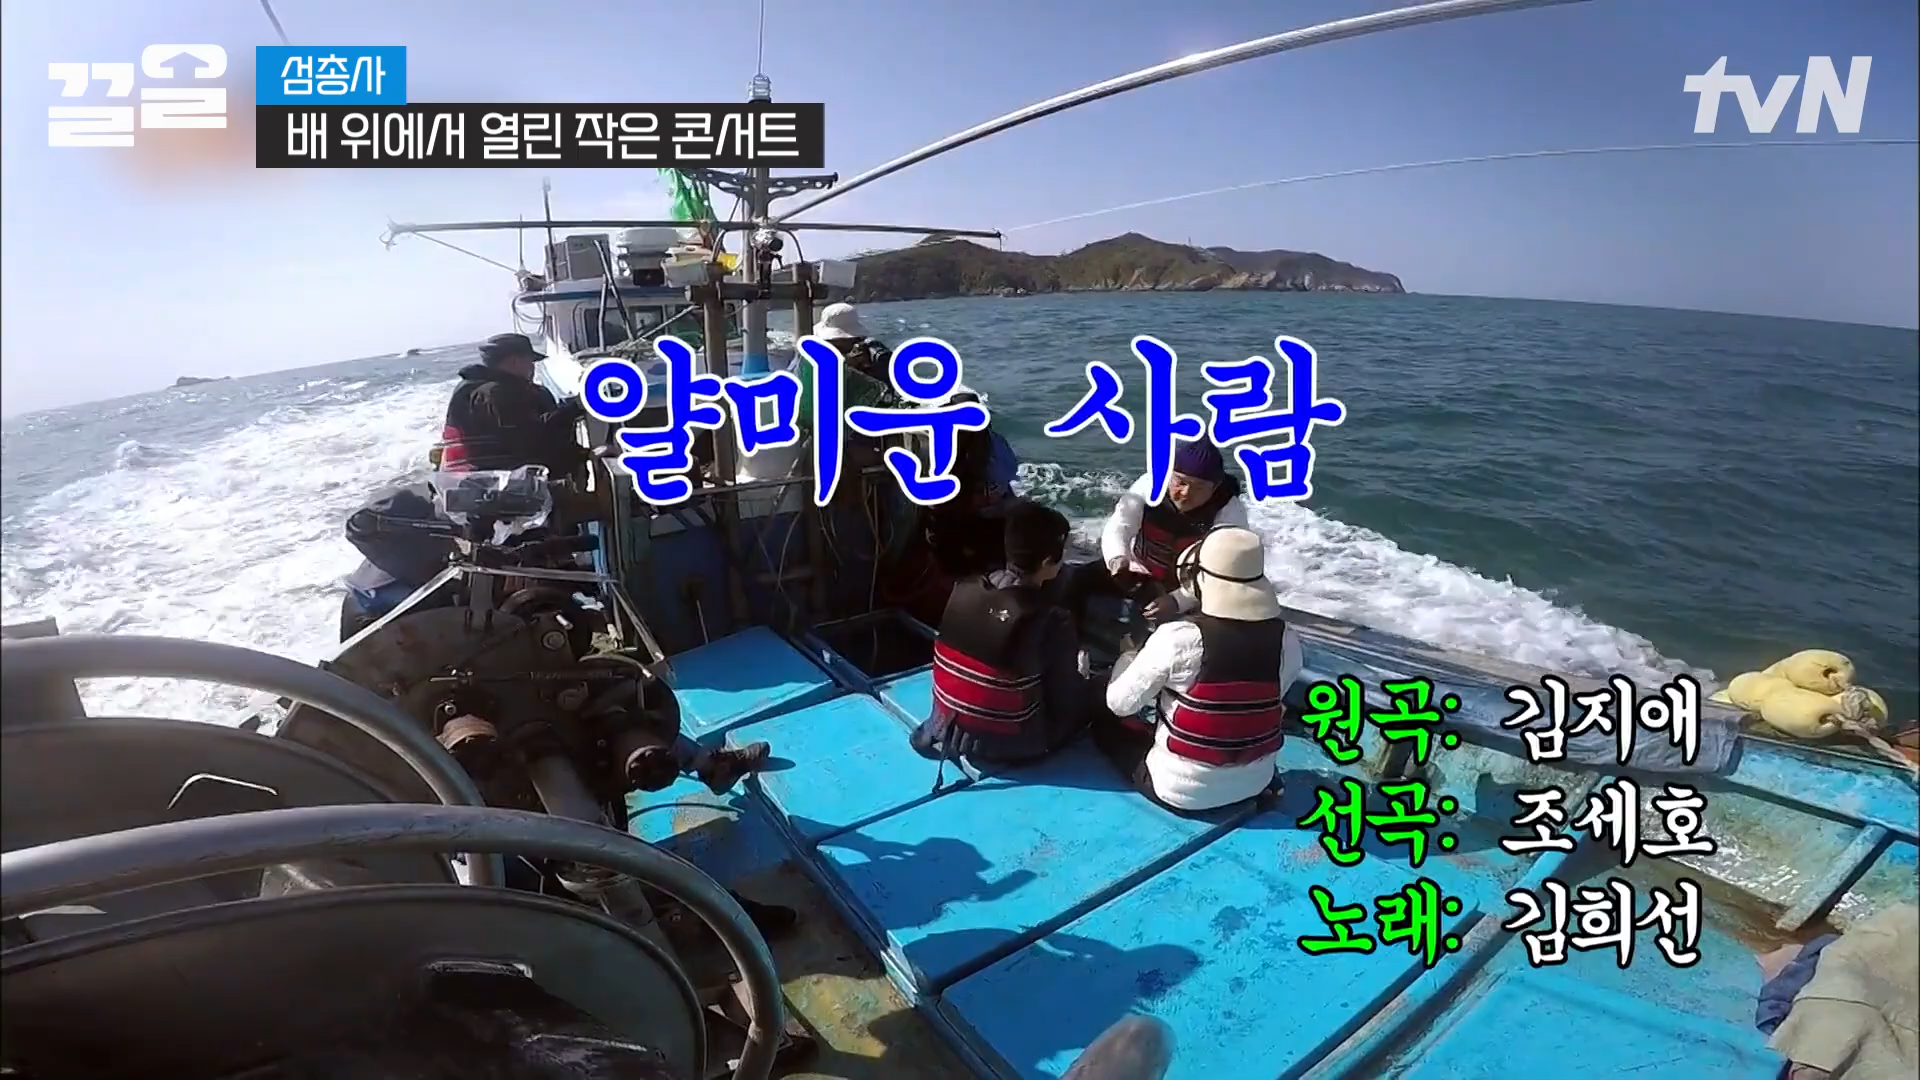 끌올
섬총사
배 위에서 열린 작은 콘서트
tvN
얄미운 사람
원곡: 김지애
선곡: 조세호
노래: 김희선